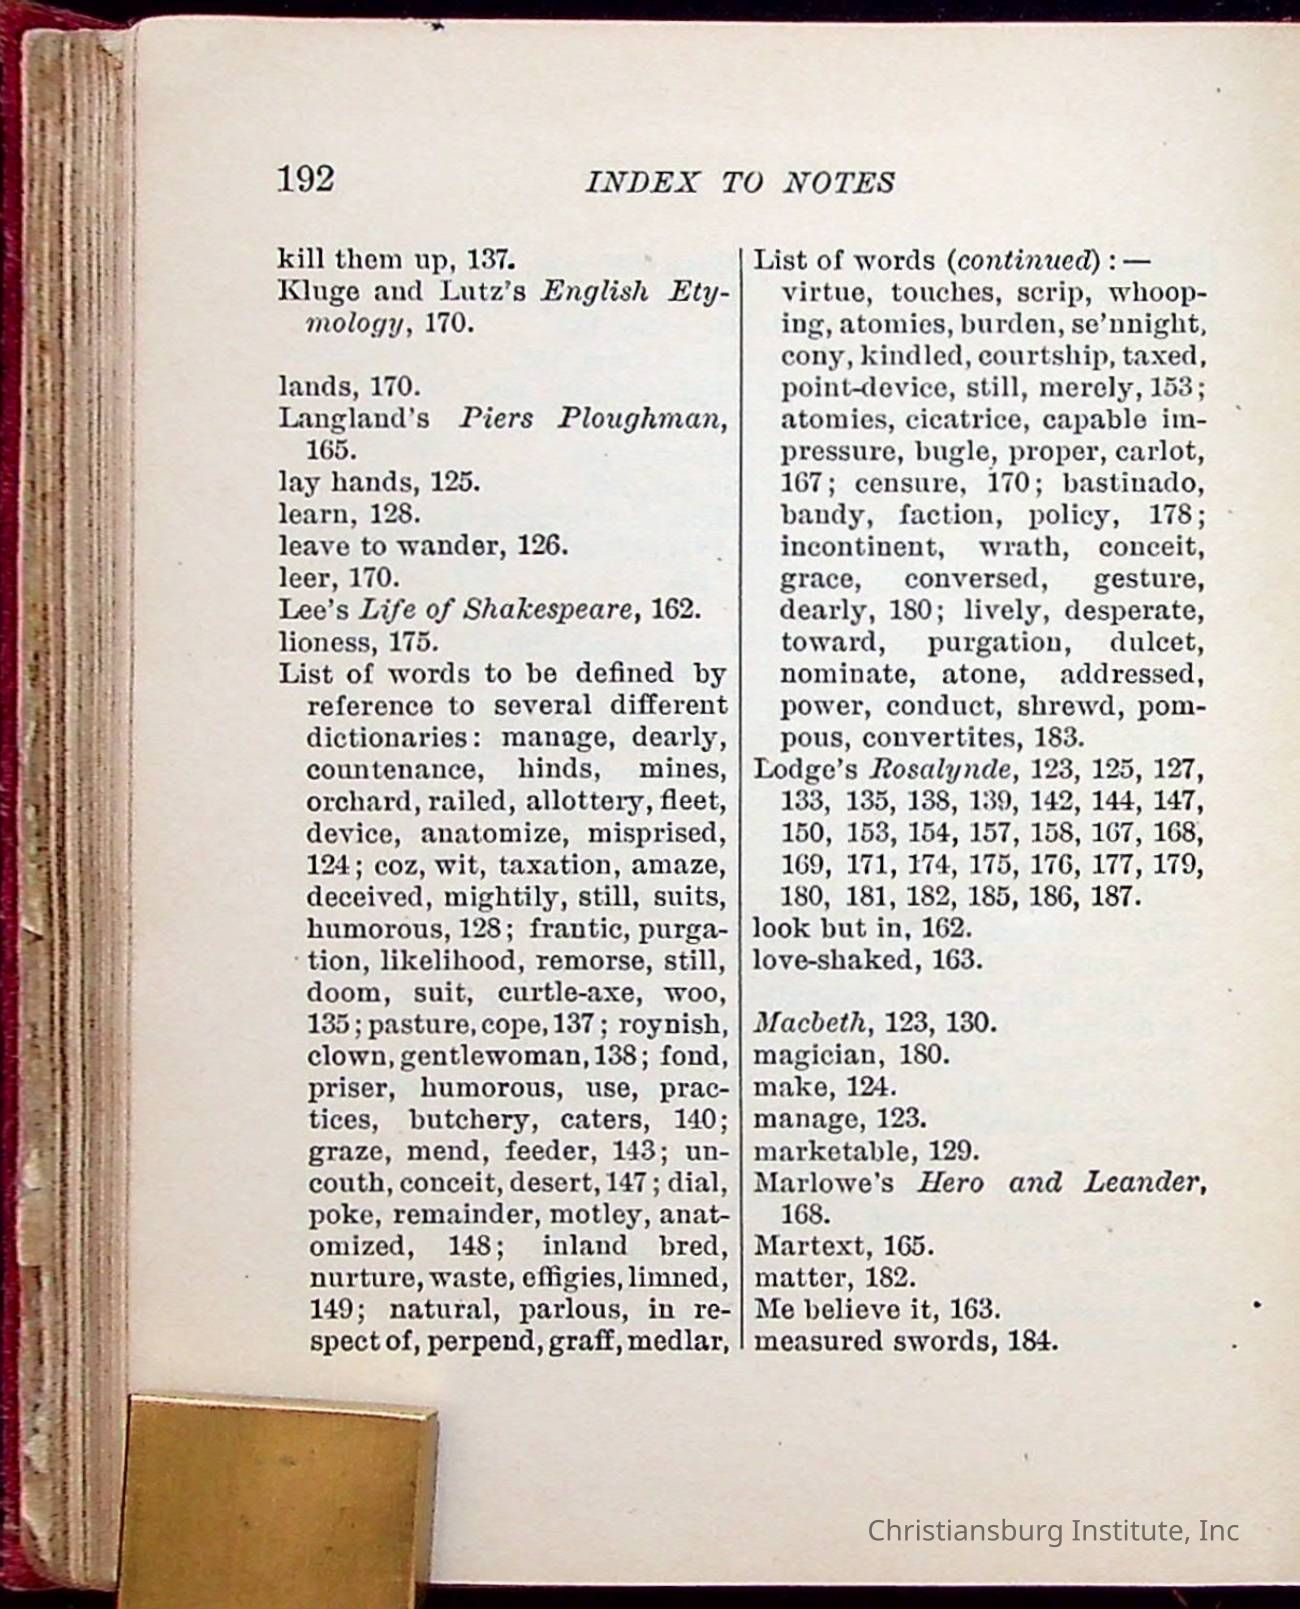 192
INDEX TO NOTES
kill them up, 137.
Kluge and Lutz's English Ety-
mology, 170.
lands, 170.
Langland's Piers Ploughman,
165.
lay hands, 125.
learn, 128.
leave to wander, 126.
leer, 170.
Lee's Life of Shakespeare, 162.
lioness, 175.
List of words to be defined by
reference to several different
dictionaries: manage, dearly,
countenance, hinds, mines,
orchard, railed, allottery, fleet,
device, anatomize, misprised,
124; coz, wit, taxation, amaze,
deceived, mightily, still, suits,
humorous, 128; frantic, purga-
tion, likelihood, remorse, still,
doom, suit, curtle-axe, woo,
135; pasture, cope, 137; roynish,
clown, gentlewoman, 138; fond,
priser, humorous, use, prac-
tices, butchery, caters, 140;
graze, mend, feeder, 143; un-
couth, conceit, desert, 147; dial,
poke, remainder, motley, anat-
omized, 148; inland bred,
nurture, waste, effigies, limned,
149; natural, parlous, in re-
spect of, perpend, graff, medlar,
List of words (continued) : —
virtue, touches, scrip, whoop-
ing, atomies, burden, se'nnight,
cony, kindled, courtship, taxed,
point-device, still, merely, 153;
atomies, cicatrice, capable im-
pressure, bugle, proper, carlot,
167; censure, 170; bastinado,
bandy, faction, policy, 178;
incontinent, wrath, conceit,
grace, conversed, gesture,
dearly, 180; lively, desperate,
toward, purgation, dulcet,
nominate, atone, addressed,
power, conduct, shrewd, pom-
pous, convertites, 183.
Lodge's Rosalynde, 123, 125, 127,
133, 135, 138, 139, 142, 144, 147,
150, 153, 154, 157, 158, 167, 168,
169, 171, 174, 175, 176, 177, 179,
180, 181, 182, 185, 186, 187.
look but in, 162.
love-shaked, 163.
Macbeth, 123, 130.
magician, 180.
make, 124.
manage, 123.
marketable, 129.
Marlowe's Hero and Leander,
168.
Martext, 165.
matter, 182.
Me believe it, 163.
measured swords, 184.
Christiansburg Institute, Inc